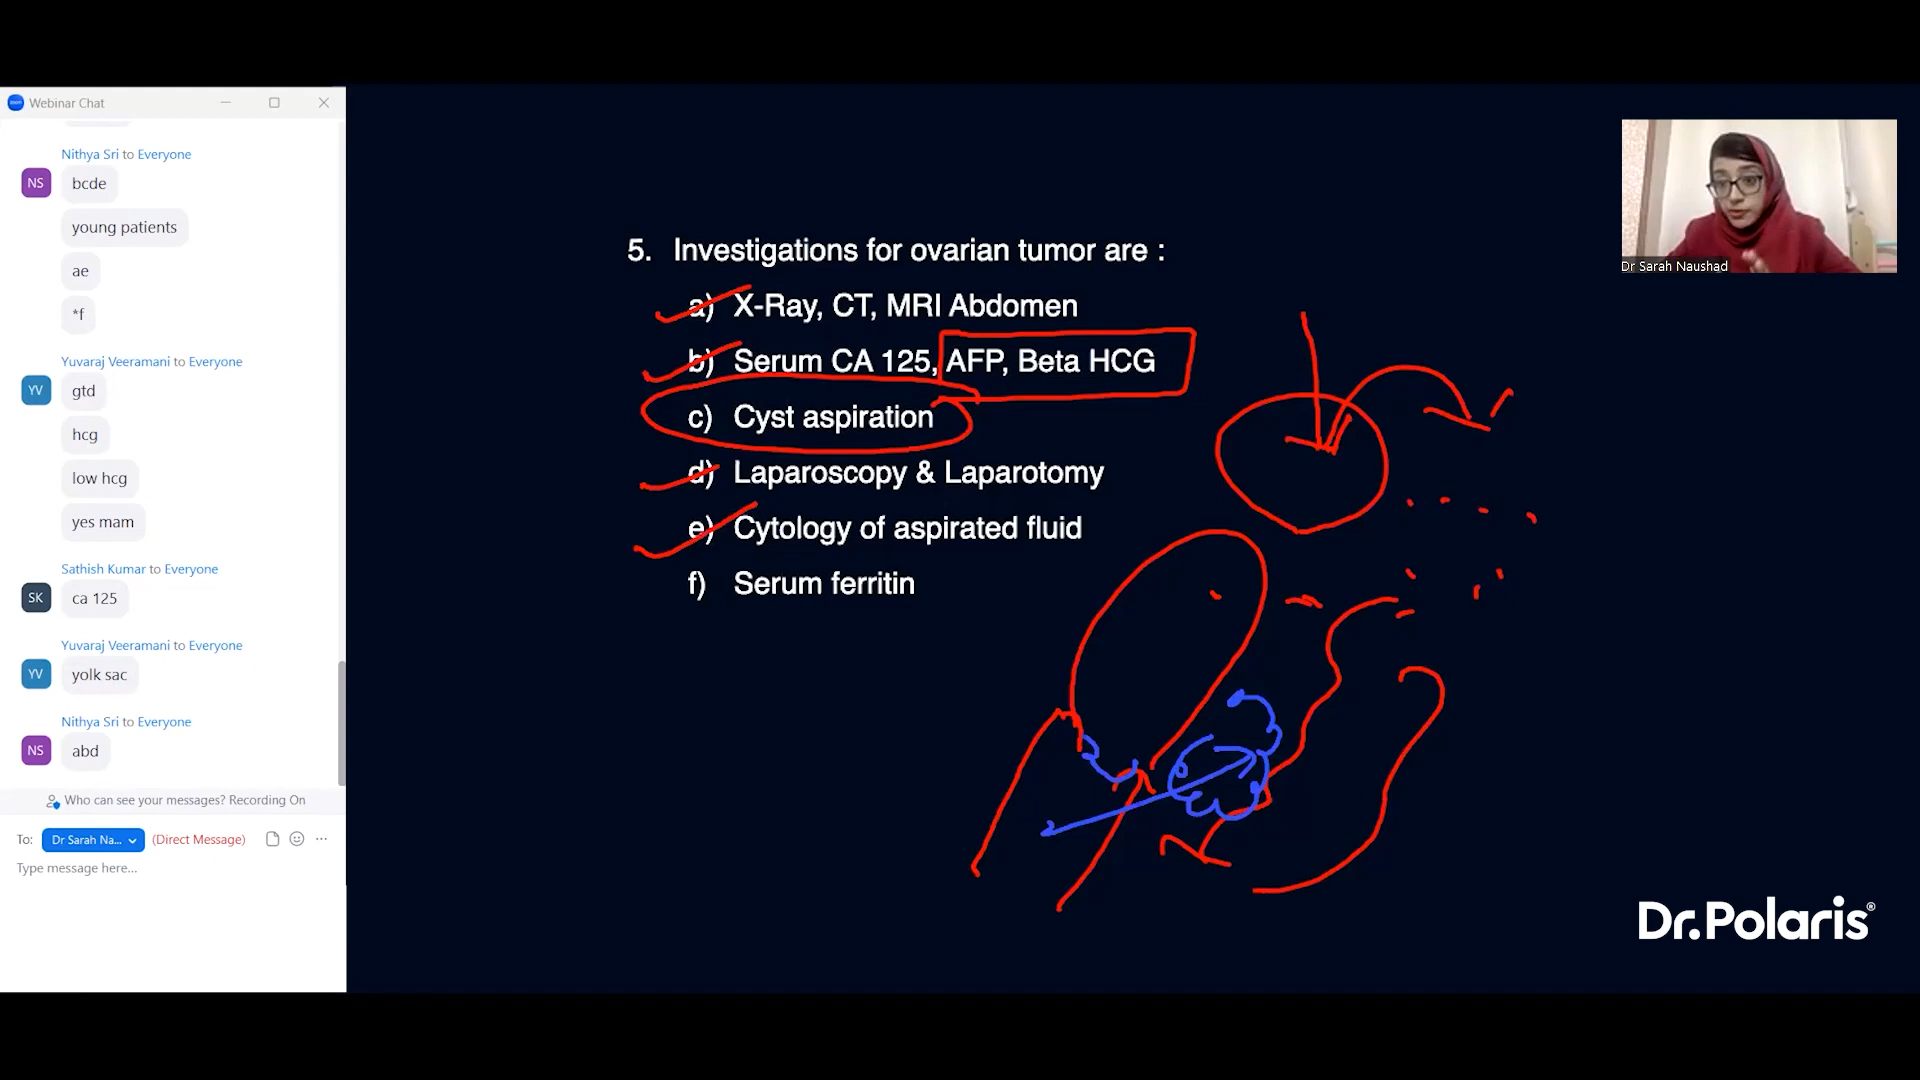 Webinar Chat
Nithya Sri to Everyone
NS
bcde
young patients
ae
*f
Yuvaraj Veeramani to Everyone
YV
gtd
hcg
low hcg
yes mam
Sathish Kumar to Everyone
SK
ca 125
Yuvaraj Veeramani to Everyone
YV
yolk sac
Nithya Sri to Everyone
NS
abd
Who can see your messages? Recording On
To: Dr Sarah Na... (Direct Message)
Type message here...
5. Investigations for ovarian tumor are :
a) X-Ray, CT, MRI Abdomen
b) Serum CA 125, AFP, Beta HCG
c) Cyst aspiration
d) Laparoscopy & Laparotomy
e) Cytology of aspirated fluid
f) Serum ferritin
Dr Sarah Naushad
Dr.Polaris®